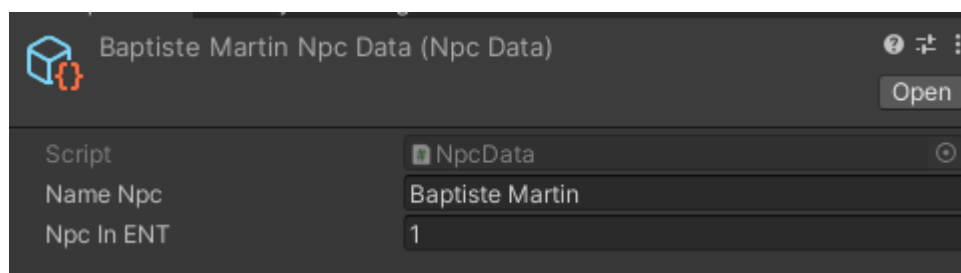 Baptiste Martin Npc Data (Npc Data)
Open
Script NpcData
Name Npc Baptiste Martin
Npc In ENT 1